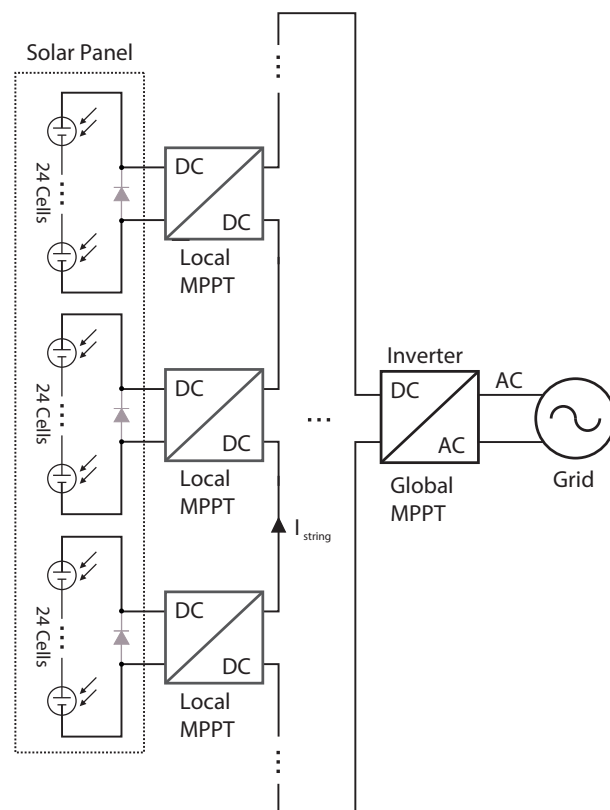 Solar Panel
24 Cells
DC
DC
Local
MPPT
24 Cells
DC
DC
Local
MPPT
Inverter
DC
AC
AC
Global
MPPT
Grid
I string
24 Cells
DC
DC
Local
MPPT